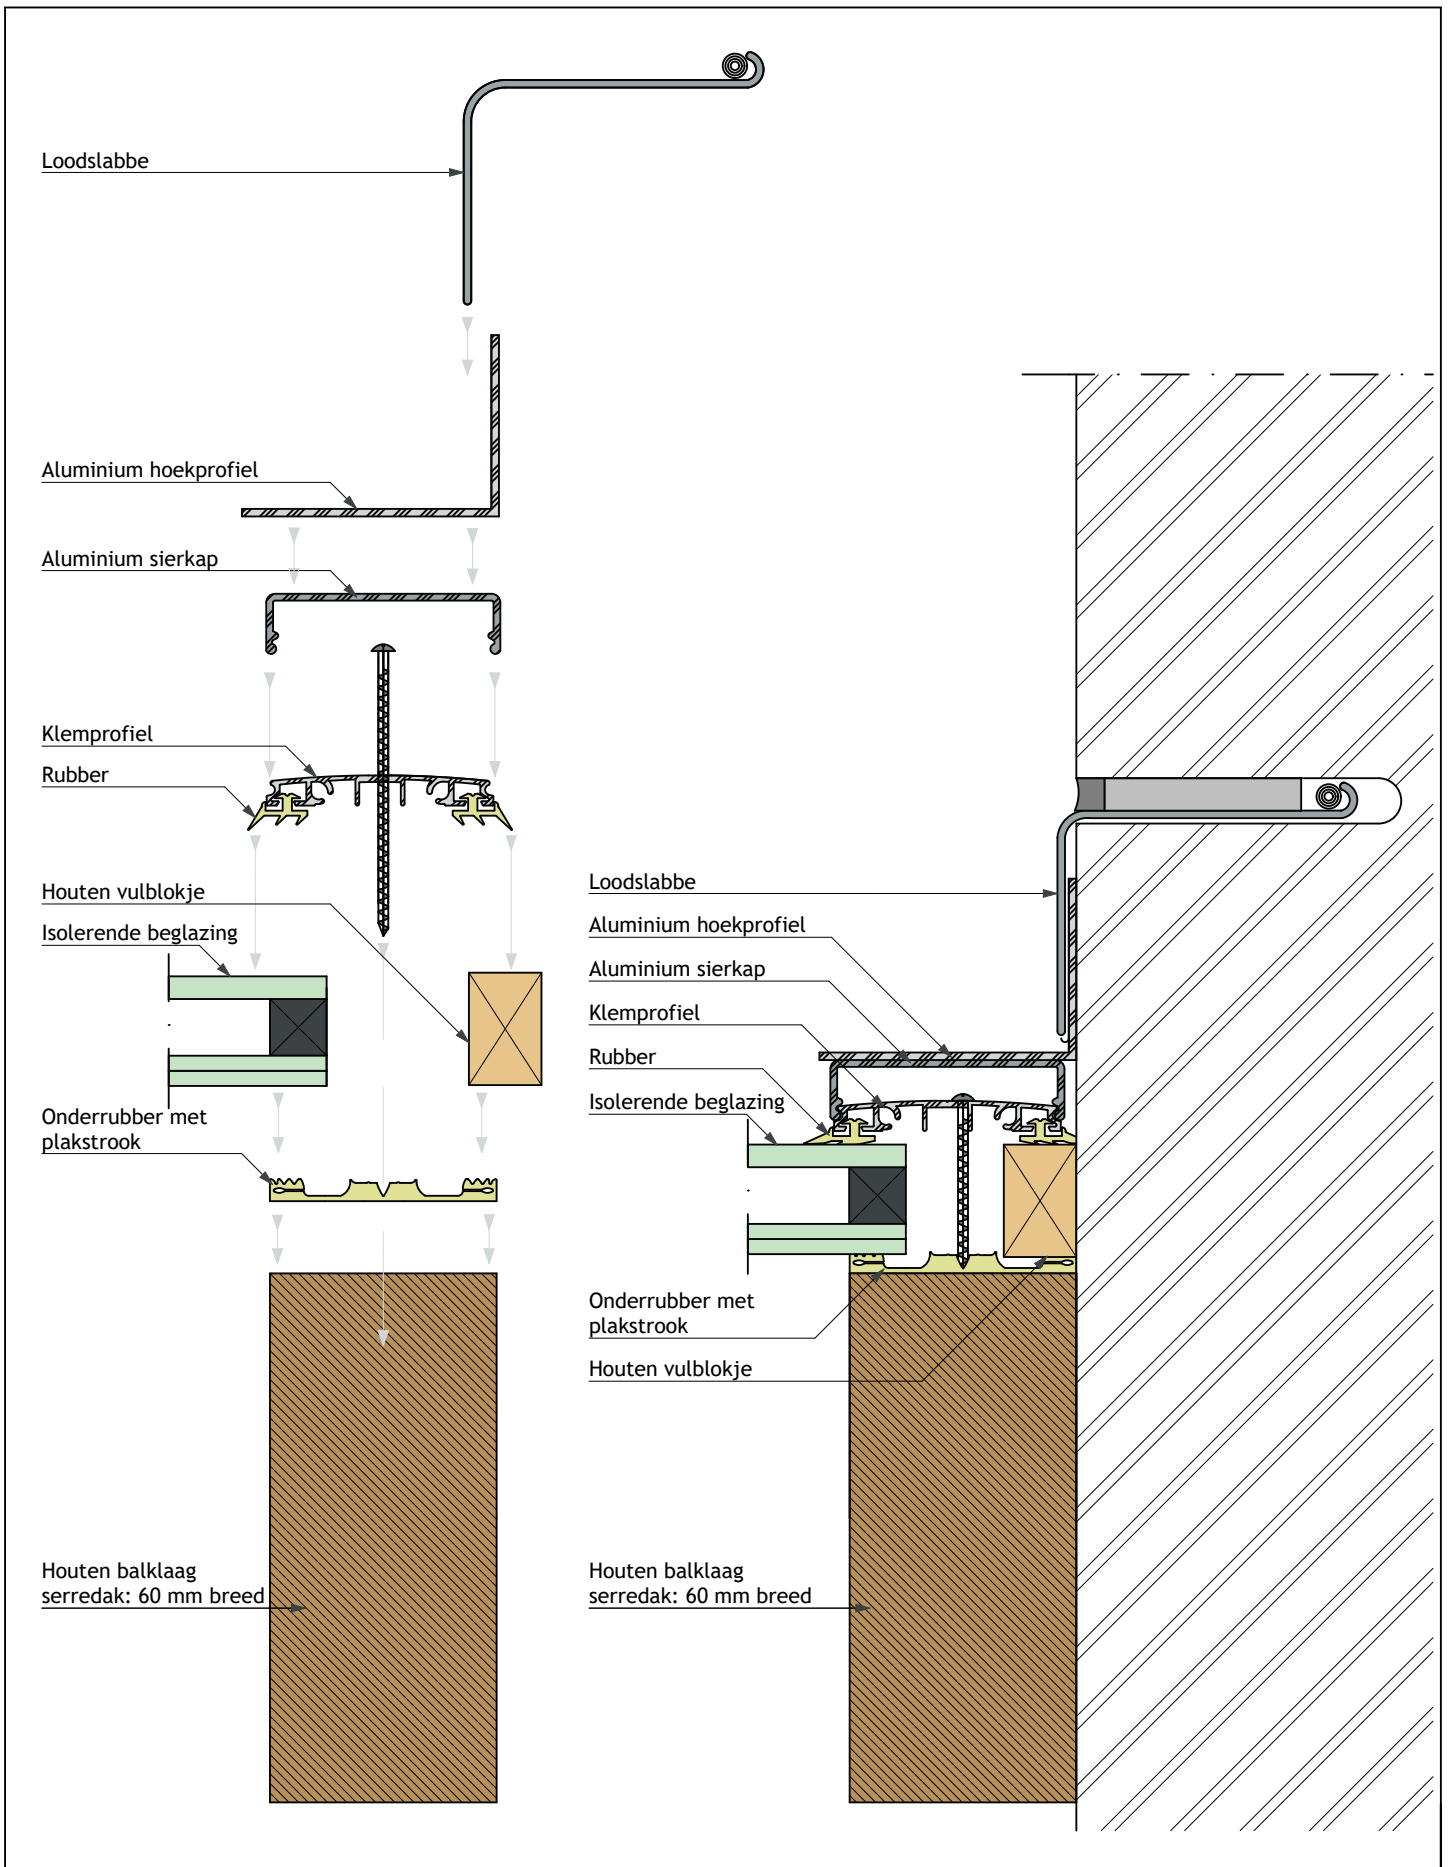 Loodslabbe
Aluminium hoekprofiel
Aluminium sierkap
Klemprofiel
Rubber
Houten vulblokje
Isolerende beglazing
Onderrubber met
plakstrook
Houten balklaag
serredak: 60 mm breed
Loodslabbe
Aluminium hoekprofiel
Aluminium sierkap
Klemprofiel
Rubber
Isolerende beglazing
Onderrubber met
plakstrook
Houten vulblokje
Houten balklaag
serredak: 60 mm breed